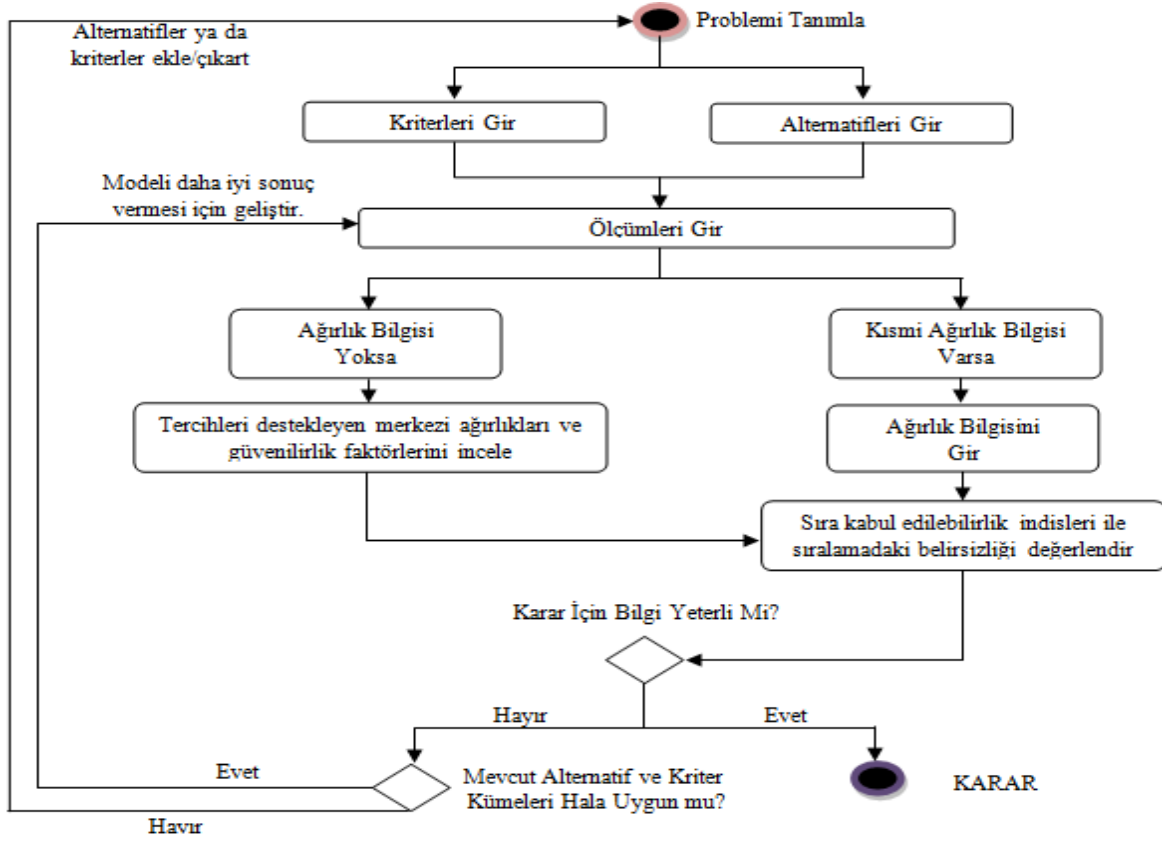 Problemi Tanımla
Alternatifler ya da
kriterler ekle/çıkart
Kriterleri Gir
Alternatifleri Gir
Modeli daha iyi sonuç
vermesi için geliştir.
Ölçümleri Gir
Ağırlık Bilgisi
Yoksa
Kısmi Ağırlık Bilgisi
Varsa
Tercihleri destekleyen merkezi ağırlıkları ve
güvenilirlik faktörlerini incele
Ağırlık Bilgisini
Gir
Sıra kabul edilebilirlik indisleri ile
sıralamadaki belirsizliği değerlendir
Karar İçin Bilgi Yeterli Mi?
Hayır
Evet
Evet
Mevcut Alternatif ve Kriter
Kümeleri Hala Uygun mu?
KARAR
Hayır